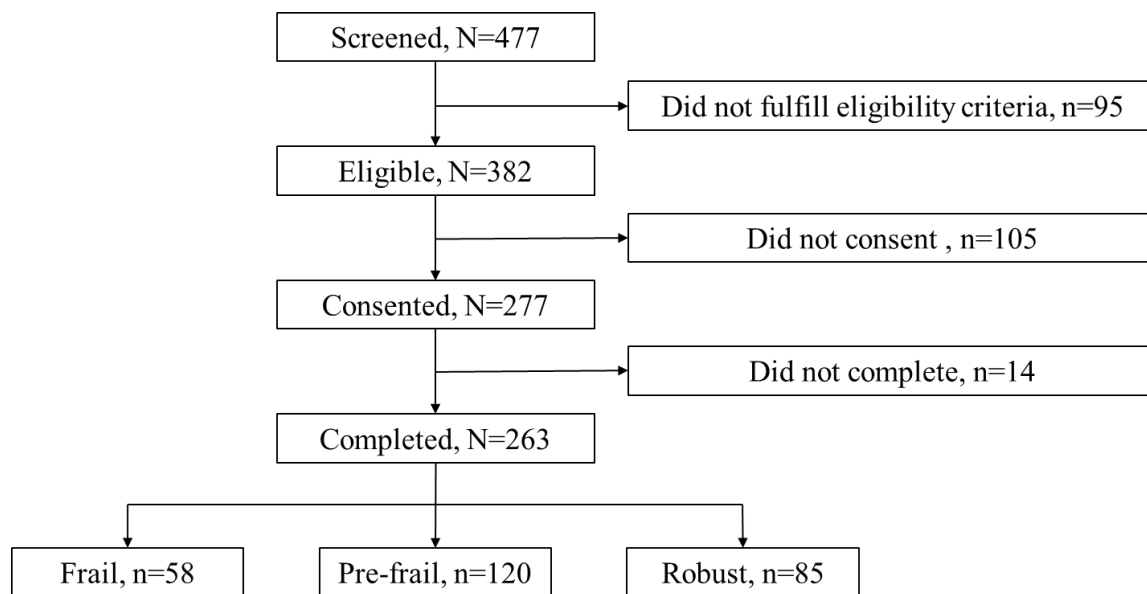 Screened, N=477
Did not fulfill eligibility criteria, n=95
Eligible, N=382
Did not consent , n=105
Consented, N=277
Did not complete, n=14
Completed, N=263
Frail, n=58
Pre-frail, n=120
Robust, n=85